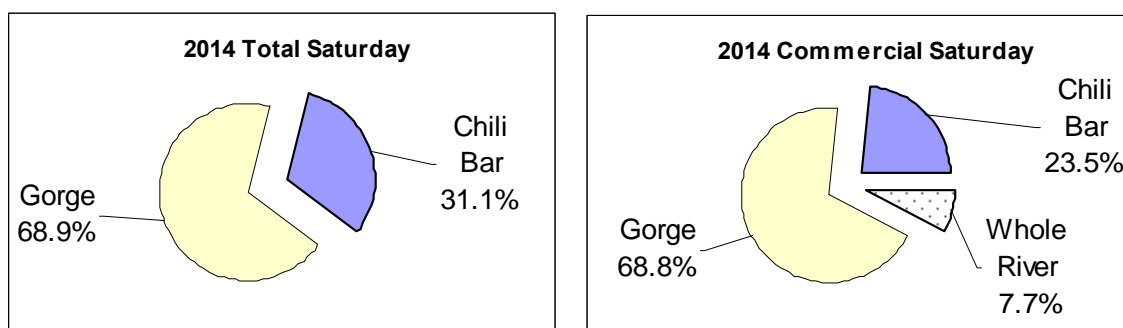 2014 Total Saturday
Chili
Bar
31.1%
Gorge
68.9%
2014 Commercial Saturday
Chili
Bar
23.5%
Gorge
68.8%
Whole
River
7.7%